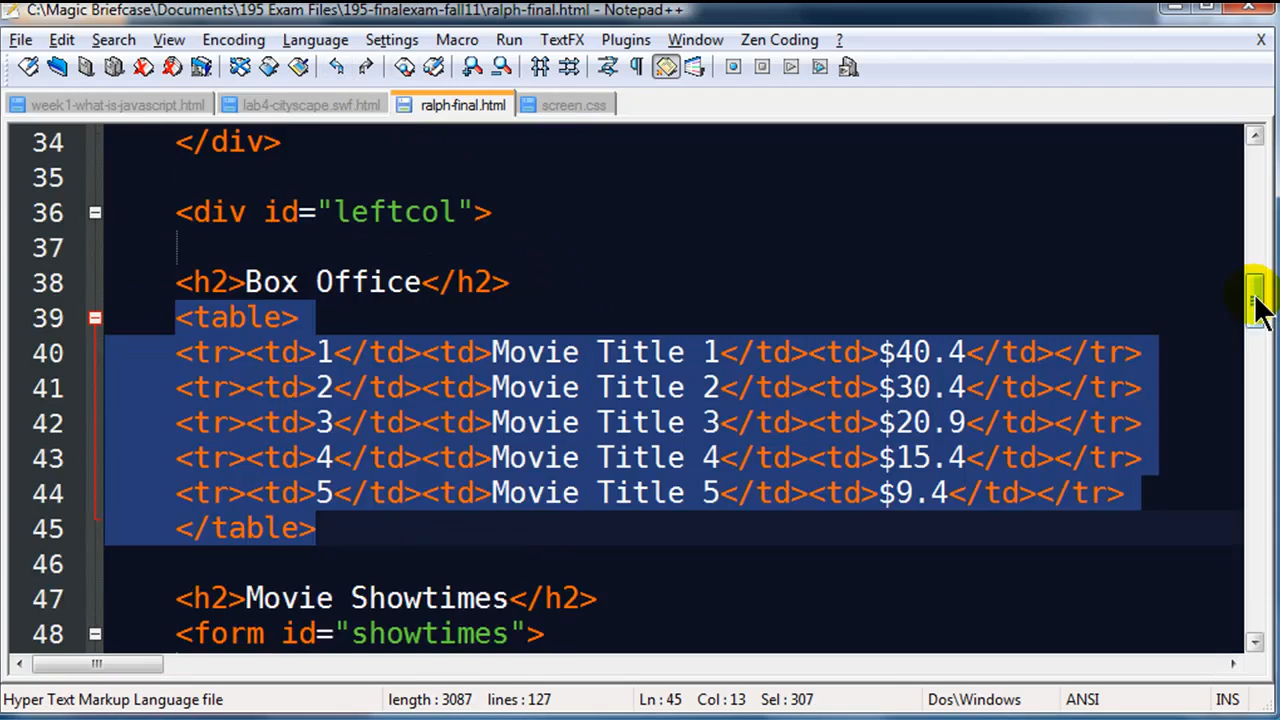 C:\Magic Briefcase\Documents\195 Exam Files\195-finalexam-fall11\ralph-final.html - Notepad++
File Edit Search View Encoding Language Settings Macro Run TextFX Plugins Window Zen Coding ? X
week1-what-is-javascript.html lab4-cityscape.swf.html ralph-final.html screen.css
34 </div>
35
36 <div id="leftcol">
37
38 <h2>Box Office</h2>
39 <table>
40 <tr><td>1</td><td>Movie Title 1</td><td>$40.4</td></tr>
41 <tr><td>2</td><td>Movie Title 2</td><td>$30.4</td></tr>
42 <tr><td>3</td><td>Movie Title 3</td><td>$20.9</td></tr>
43 <tr><td>4</td><td>Movie Title 4</td><td>$15.4</td></tr>
44 <tr><td>5</td><td>Movie Title 5</td><td>$9.4</td></tr>
45 </table>
46
47 <h2>Movie Showtimes</h2>
48 <form id="showtimes">
Hyper Text Markup Language file length : 3087 lines : 127 Ln : 45 Col : 13 Sel : 307 Dos\Windows ANSI INS